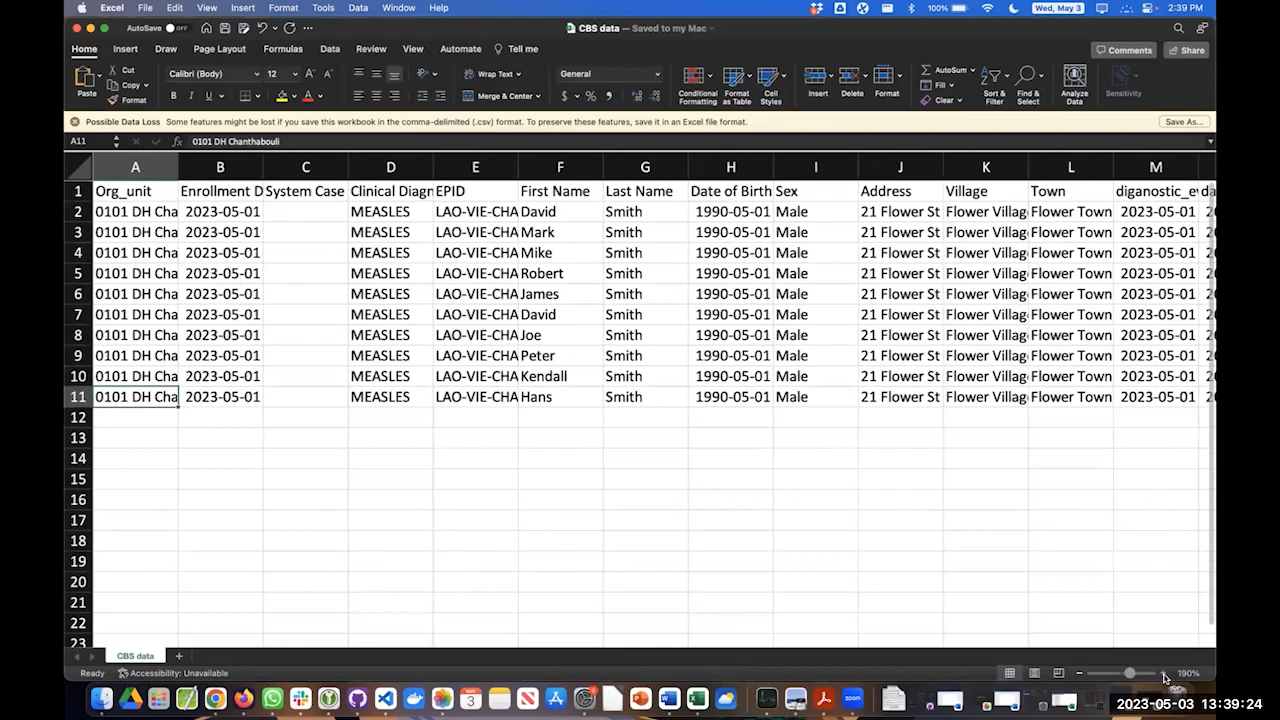 Excel File Edit View Insert Format Tools Data Window Help 100% Wed, May 3 2:39 PM
AutoSave OFF CBS data — Saved to my Mac
Home Insert Draw Page Layout Formulas Data Review View Automate Tell me Comments Share
Paste Cut Copy Format Calibri (Body) 12 Wrap Text Merge & Center General Conditional Formatting Format as Table Cell Styles Insert Delete Format AutoSum Fill Clear Sort & Filter Find & Select Analyze Data Sensitivity
Possible Data Loss Some features might be lost if you save this workbook in the comma-delimited (.csv) format. To preserve these features, save it in an Excel file format. Save As...
A11 fx 0101 DH Chanthabouli
A B C D E F G H I J K L M
1 Org_unit Enrollment D System Case Clinical Diagn EPID First Name Last Name Date of Birth Sex Address Village Town diganostic_e da
2 0101 DH Cha 2023-05-01 MEASLES LAO-VIE-CHA David Smith 1990-05-01 Male 21 Flower St Flower Villag Flower Town 2023-05-01 20
3 0101 DH Cha 2023-05-01 MEASLES LAO-VIE-CHA Mark Smith 1990-05-01 Male 21 Flower St Flower Villag Flower Town 2023-05-01 20
4 0101 DH Cha 2023-05-01 MEASLES LAO-VIE-CHA Mike Smith 1990-05-01 Male 21 Flower St Flower Villag Flower Town 2023-05-01 20
5 0101 DH Cha 2023-05-01 MEASLES LAO-VIE-CHA Robert Smith 1990-05-01 Male 21 Flower St Flower Villag Flower Town 2023-05-01 20
6 0101 DH Cha 2023-05-01 MEASLES LAO-VIE-CHA James Smith 1990-05-01 Male 21 Flower St Flower Villag Flower Town 2023-05-01 20
7 0101 DH Cha 2023-05-01 MEASLES LAO-VIE-CHA David Smith 1990-05-01 Male 21 Flower St Flower Villag Flower Town 2023-05-01 20
8 0101 DH Cha 2023-05-01 MEASLES LAO-VIE-CHA Joe Smith 1990-05-01 Male 21 Flower St Flower Villag Flower Town 2023-05-01 20
9 0101 DH Cha 2023-05-01 MEASLES LAO-VIE-CHA Peter Smith 1990-05-01 Male 21 Flower St Flower Villag Flower Town 2023-05-01 20
10 0101 DH Cha 2023-05-01 MEASLES LAO-VIE-CHA Kendall Smith 1990-05-01 Male 21 Flower St Flower Villag Flower Town 2023-05-01 20
11 0101 DH Cha 2023-05-01 MEASLES LAO-VIE-CHA Hans Smith 1990-05-01 Male 21 Flower St Flower Villag Flower Town 2023-05-01 20
12
13
14
15
16
17
18
19
20
21
22
23
CBS data
Ready Accessibility: Unavailable 190%
zoom
2023-05-03 13:39:24